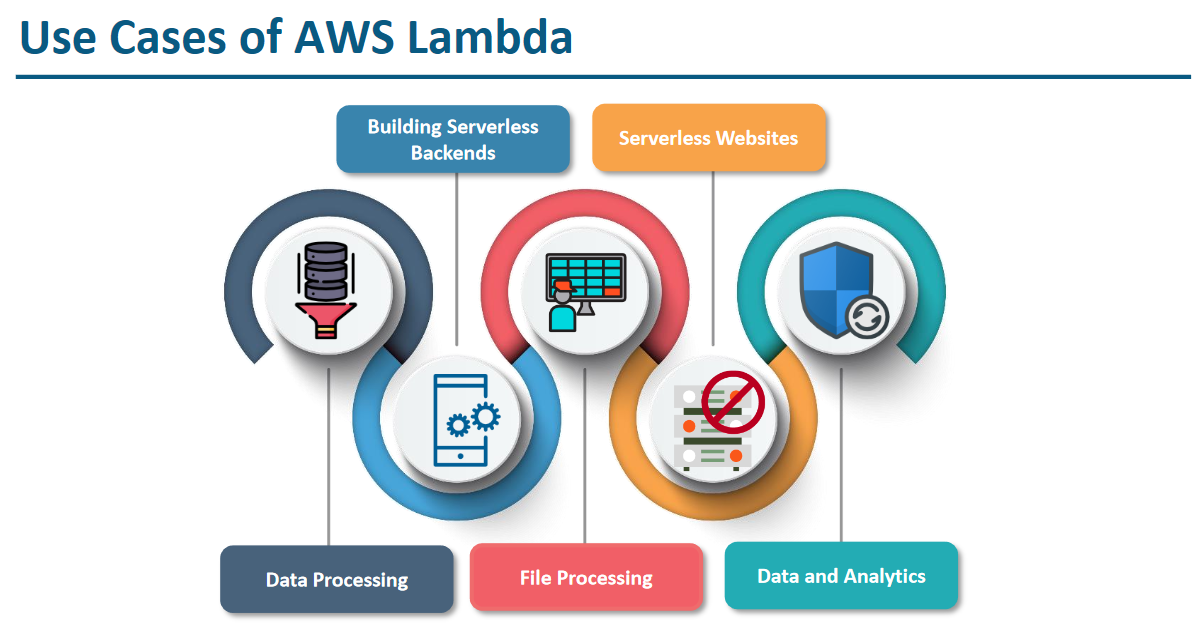 Use Cases of AWS Lambda
Building Serverless
Backends
Serverless Websites
Data Processing
File Processing
Data and Analytics